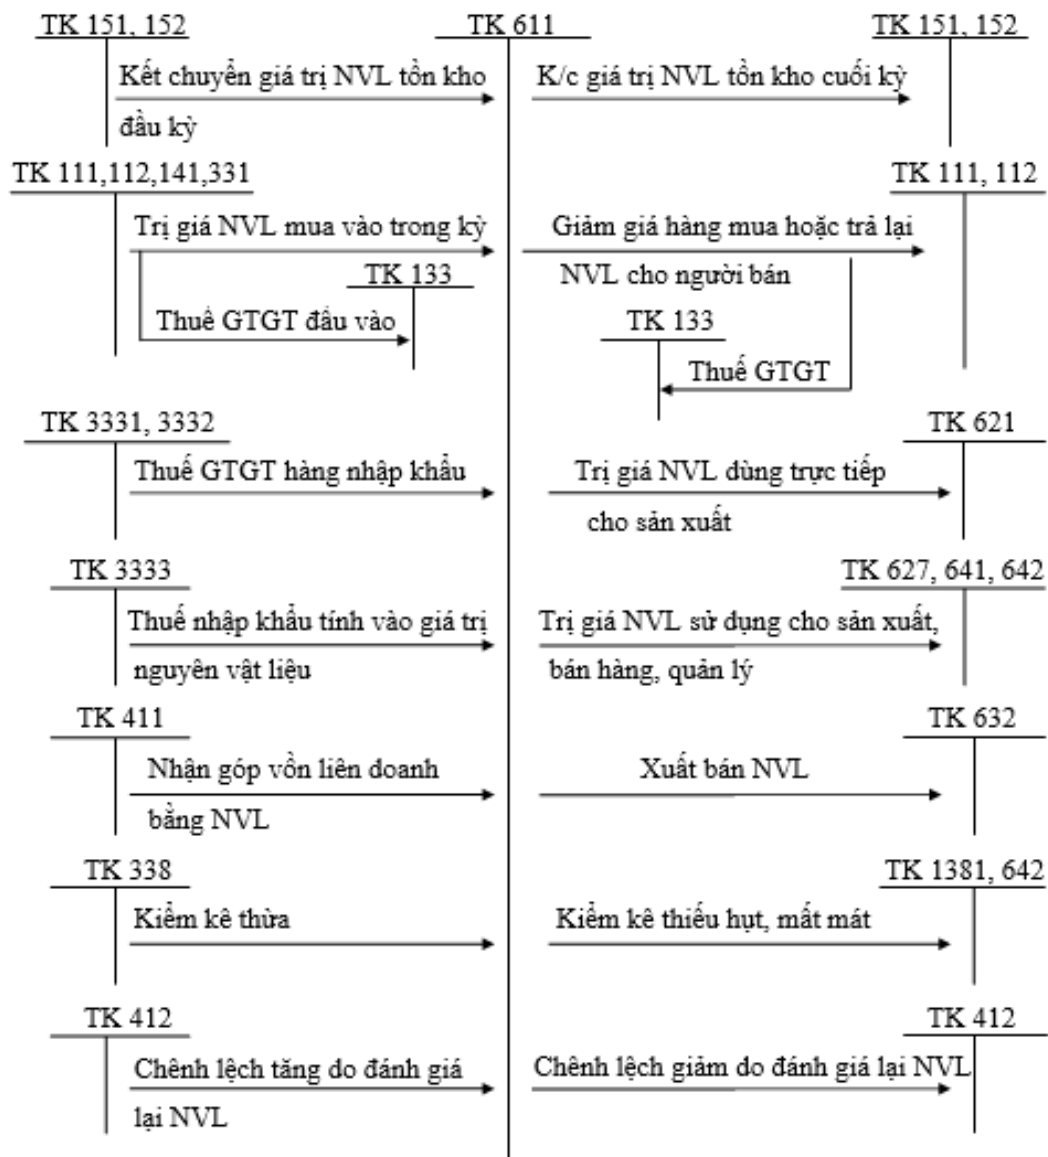 TK 151, 152
TK 611
TK 151, 152
Kết chuyển giá trị NVL tồn kho
đầu kỳ
K/c giá trị NVL tồn kho cuối kỳ
TK 111,112,141,331
TK 111, 112
Trị giá NVL mua vào trong kỳ
Giảm giá hàng mua hoặc trả lại
NVL cho người bán
TK 133
Thuế GTGT đầu vào
TK 133
Thuế GTGT
TK 3331, 3332
TK 621
Thuế GTGT hàng nhập khẩu
Trị giá NVL dùng trực tiếp
cho sản xuất
TK 3333
TK 627, 641, 642
Thuế nhập khẩu tính vào giá trị
nguyên vật liệu
Trị giá NVL sử dụng cho sản xuất,
bán hàng, quản lý
TK 411
TK 632
Nhận góp vốn liên doanh
bằng NVL
Xuất bán NVL
TK 338
TK 1381, 642
Kiểm kê thừa
Kiểm kê thiếu hụt, mất mát
TK 412
TK 412
Chênh lệch tăng do đánh giá
lại NVL
Chênh lệch giảm do đánh giá lại NVL